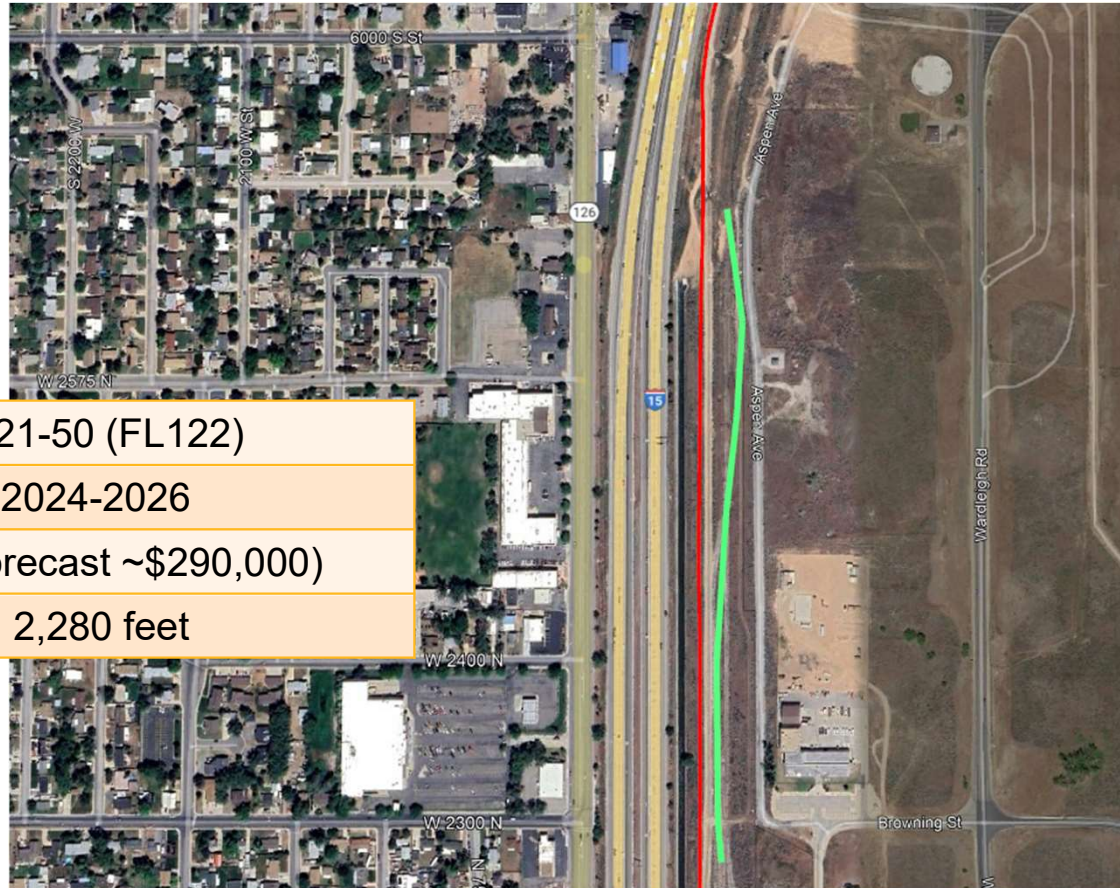 6000 S St
S 2200 W
2100 W St
Aspen Ave
126
W 2575 N
15
Aspen Ave
21-50 (FL122)
2024-2026
recast ~$290,000)
2,280 feet
Wardleigh Rd
W 2400 N
W 2300 N
Browning St
W